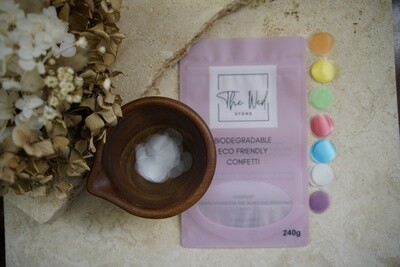 The Wed
STORE
BIODEGRADABLE
ECO FRIENDLY
CONFETTI
240g